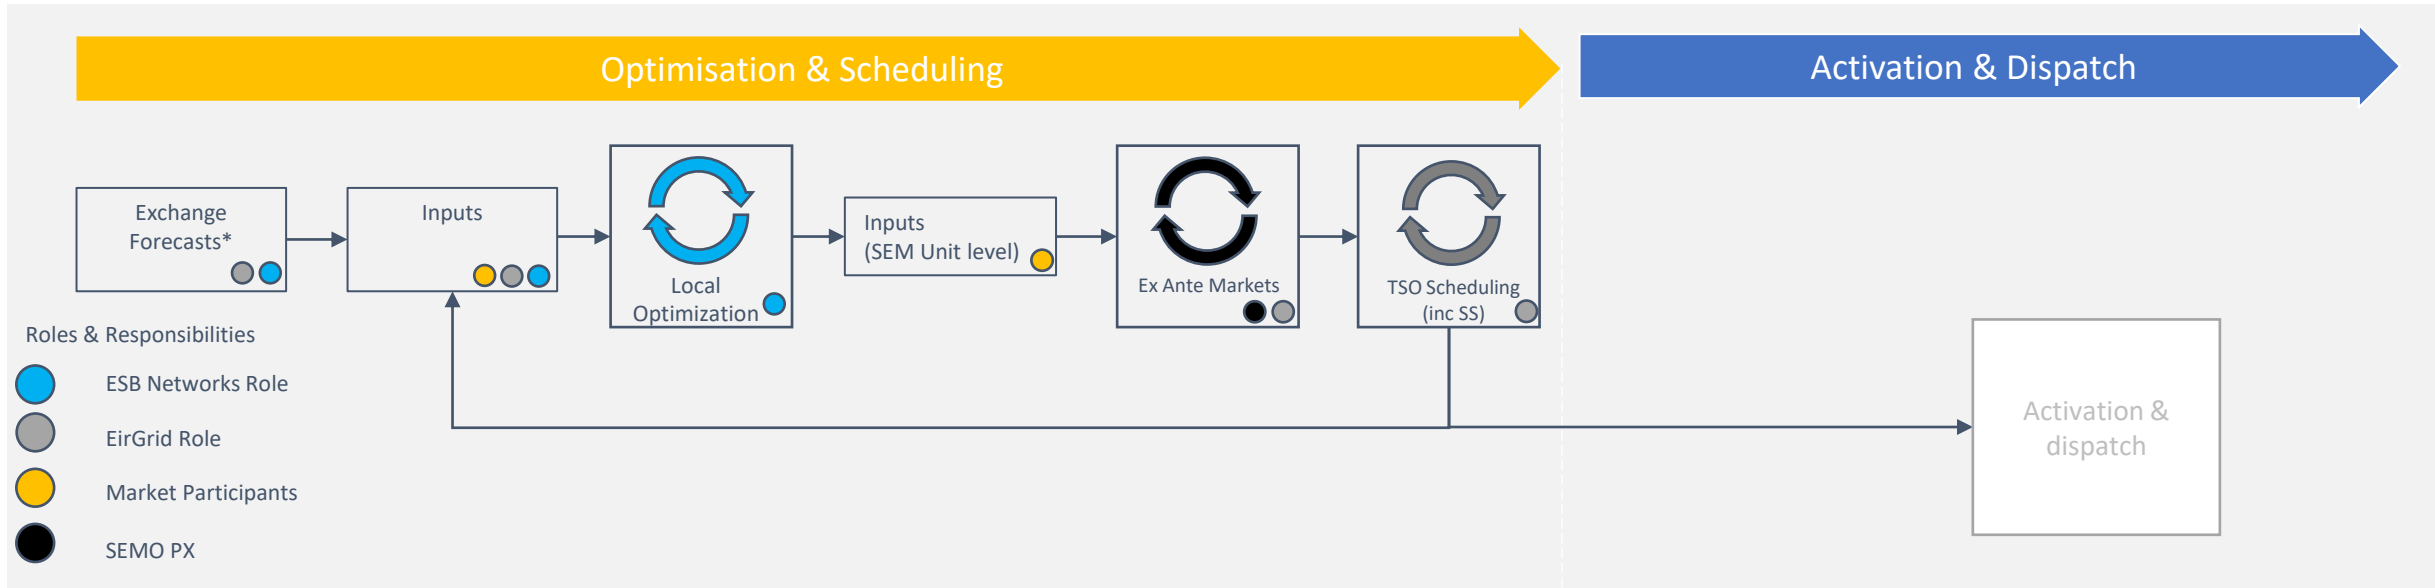 Optimisation & Scheduling
Activation & Dispatch
Exchange
Forecasts*
Inputs
Local
Optimization
Inputs
(SEM Unit level)
Ex Ante Markets
TSO Scheduling
(inc SS)
Roles & Responsibilities
ESB Networks Role
EirGrid Role
Market Participants
SEMO PX
Activation &
dispatch